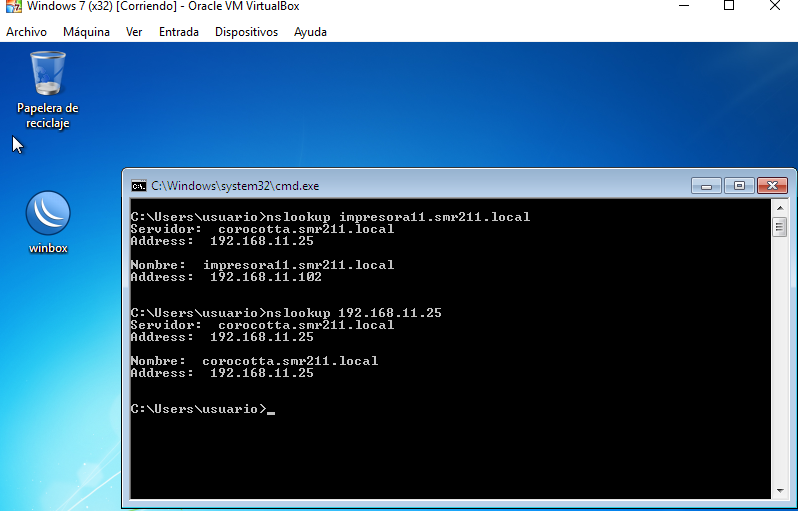 Windows 7 (x32) [Corriendo] - Oracle VM VirtualBox
Archivo Máquina Ver Entrada Dispositivos Ayuda
Papelera de
reciclaje
winbox
C:\Windows\system32\cmd.exe
C:\Users\usuario>nslookup impresora11.smr211.local
Servidor:  corocotta.smr211.local
Address:  192.168.11.25
Nombre:  impresora11.smr211.local
Address:  192.168.11.102
C:\Users\usuario>nslookup 192.168.11.25
Servidor:  corocotta.smr211.local
Address:  192.168.11.25
Nombre:  corocotta.smr211.local
Address:  192.168.11.25
C:\Users\usuario>_